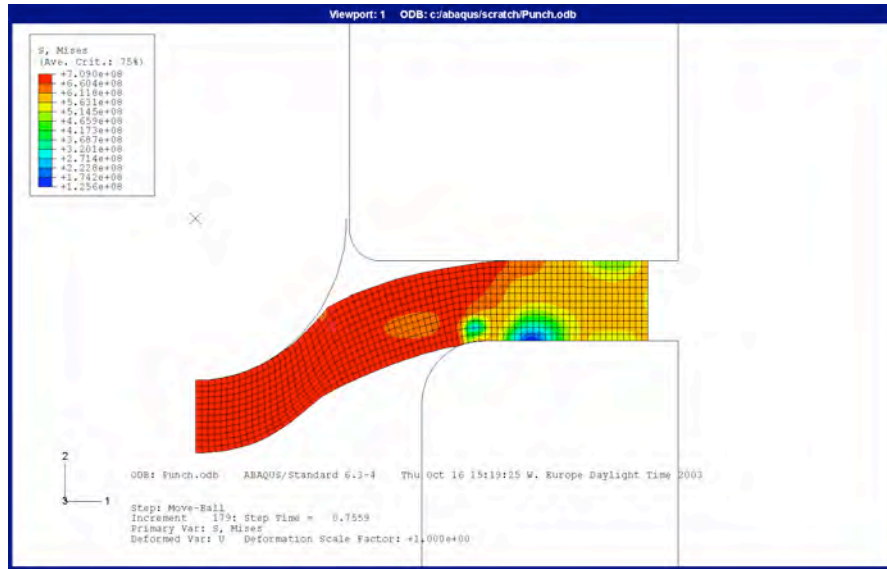 Viewport: 1    ODB: c:/abaqus/scratch/Punch.odb
S, Mises
(Ave. Crit.: 75%)
+7.090e+08
+6.604e+08
+6.118e+08
+5.631e+08
+5.145e+08
+4.659e+08
+4.173e+08
+3.687e+08
+3.201e+08
+2.714e+08
+2.228e+08
+1.742e+08
+1.256e+08
2
3 1
ODB: Punch.odb    ABAQUS/Standard 6.3-4    Thu Oct 16 15:19:25 W. Europe Daylight Time 2003
Step: Move-Ball
Increment    179: Step Time =    0.7559
Primary Var: S, Mises
Deformed Var: U    Deformation Scale Factor: +1.000e+00